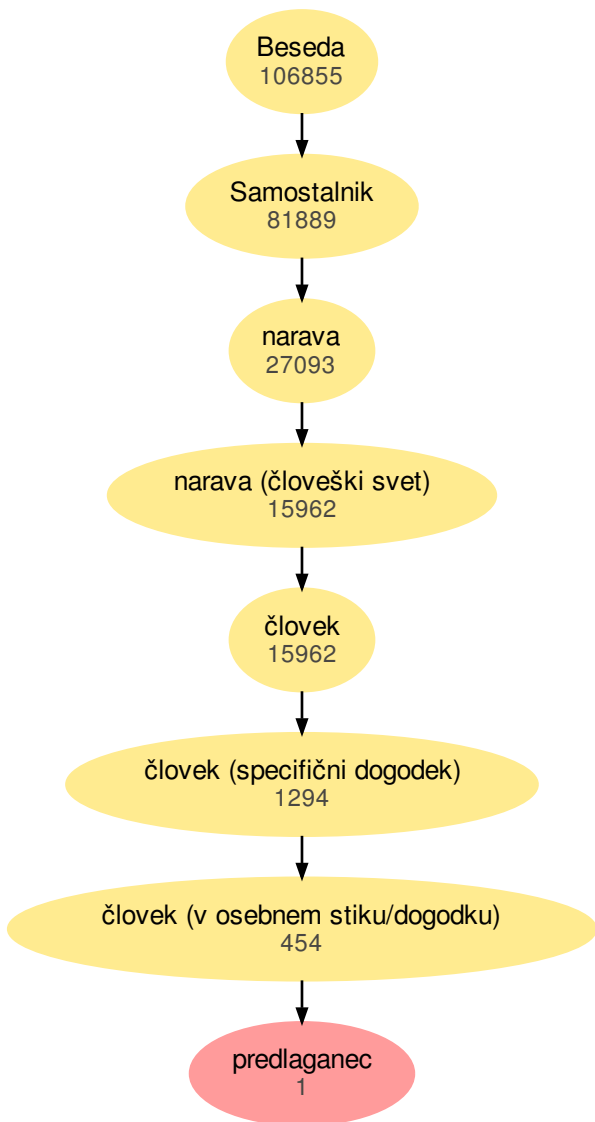 Beseda
106855
Samostalnik
81889
narava
27093
narava (človeški svet)
15962
človek
15962
človek (specifični dogodek)
1294
človek (v osebnem stiku/dogodku)
454
predlaganec
1